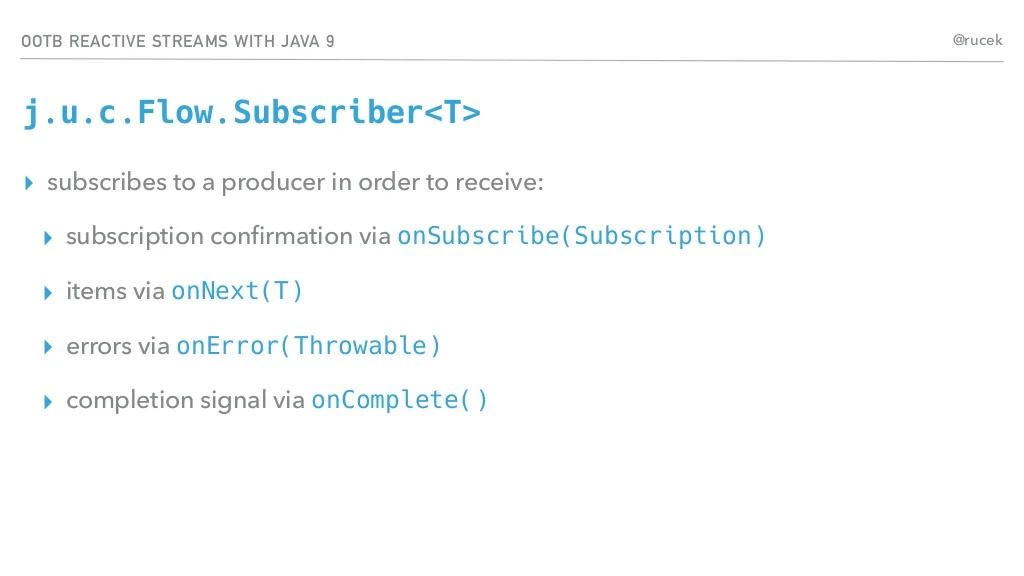 OOTB REACTIVE STREAMS WITH JAVA 9
@rucek
j.u.c.Flow.Subscriber<T>
▸ subscribes to a producer in order to receive:
▸ subscription confirmation via onSubscribe(Subscription)
▸ items via onNext(T)
▸ errors via onError(Throwable)
▸ completion signal via onComplete()